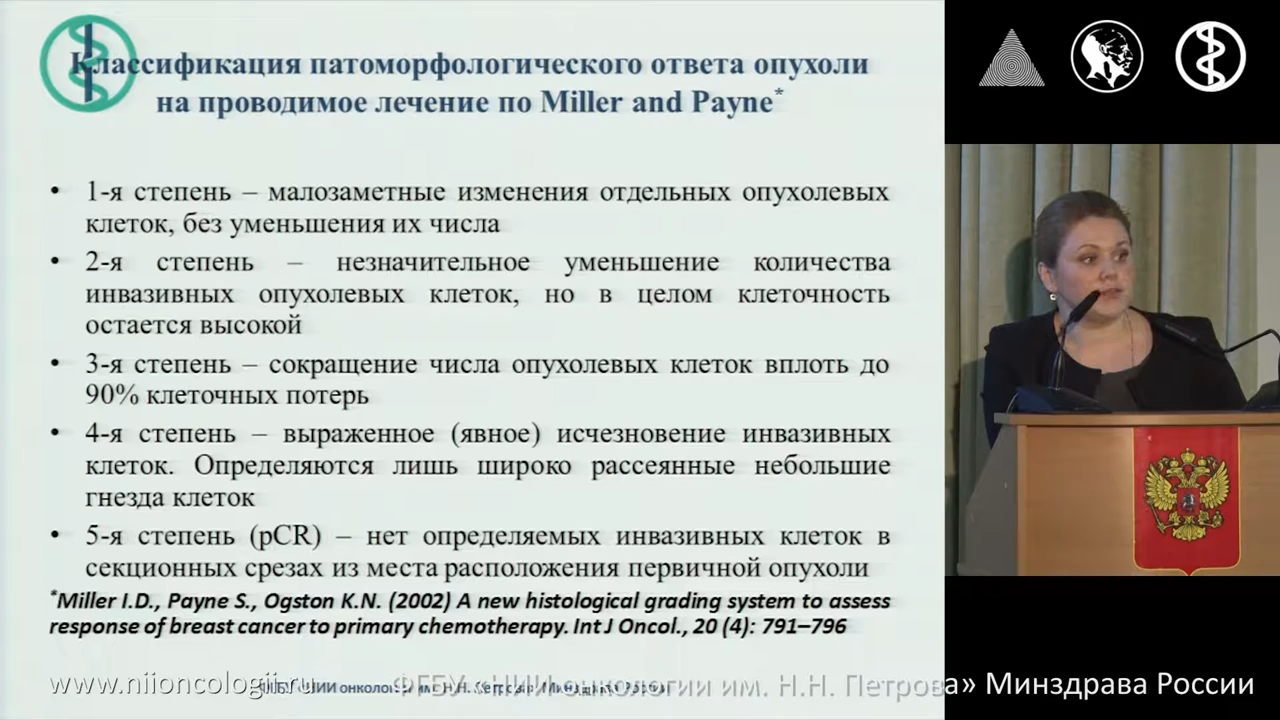 Классификация патоморфологического ответа опухоли
на проводимое лечение по Miller and Payne*
• 1-я степень – малозаметные изменения отдельных опухолевых
клеток, без уменьшения их числа
• 2-я степень – незначительное уменьшение количества
инвазивных опухолевых клеток, но в целом клеточность
остается высокой
• 3-я степень – сокращение числа опухолевых клеток вплоть до
90% клеточных потерь
• 4-я степень – выраженное (явное) исчезновение инвазивных
клеток. Определяются лишь широко рассеянные небольшие
гнезда клеток
• 5-я степень (pCR) – нет определяемых инвазивных клеток в
секционных срезах из места расположения первичной опухоли
*Miller I.D., Payne S., Ogston K.N. (2002) A new histological grading system to assess
response of breast cancer to primary chemotherapy. Int J Oncol., 20 (4): 791–796
www.niioncologii.ru
ФГБУ «НИИ онкологии им. Н.Н. Петрова» Минздрава России